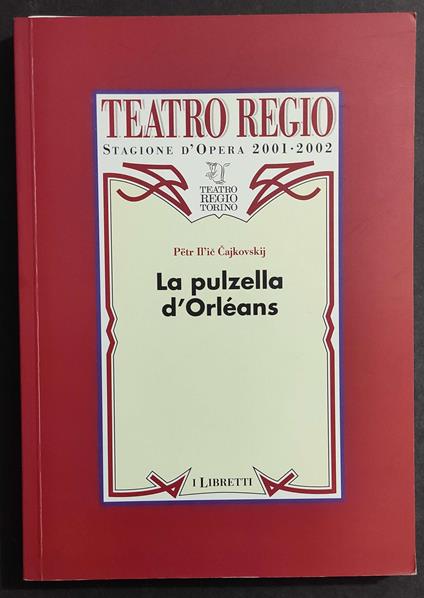 TEATRO REGIO
STAGIONE D'OPERA 2001·2002
TEATRO
REGIO
TORINO
Pëtr Il'ič Čajkovskij
La pulzella
d'Orléans
I LIBRETTI